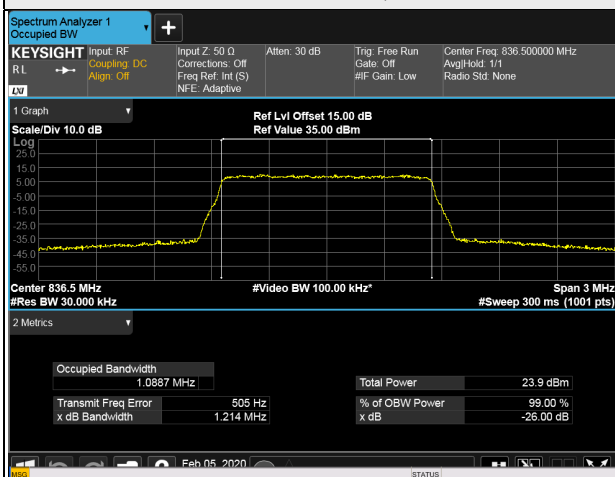 Spectrum Analyzer 1
Occupied BW
+
KEYSIGHT Input: RF Input Z: 50 Ω Atten: 30 dB Trig: Free Run Center Freq: 836.500000 MHz
RL Coupling: DC Corrections: Off Gate: Off Avg|Hold: 1/1
Align: Off Freq Ref: Int (S) #IF Gain: Low Radio Std: None
LXI NFE: Adaptive
1 Graph
Ref Lvl Offset 15.00 dB
Scale/Div 10.0 dB Ref Value 35.00 dBm
Log
25.0
15.0
5.00
-5.00
-15.0
-25.0
-35.0
-45.0
-55.0
Center 836.5 MHz #Video BW 100.00 kHz* Span 3 MHz
#Res BW 30.000 kHz #Sweep 300 ms (1001 pts)
2 Metrics
Occupied Bandwidth
1.0887 MHz Total Power 23.9 dBm
Transmit Freq Error 505 Hz % of OBW Power 99.00 %
x dB Bandwidth 1.214 MHz x dB -26.00 dB
Feb 05, 2020
MSG STATUS